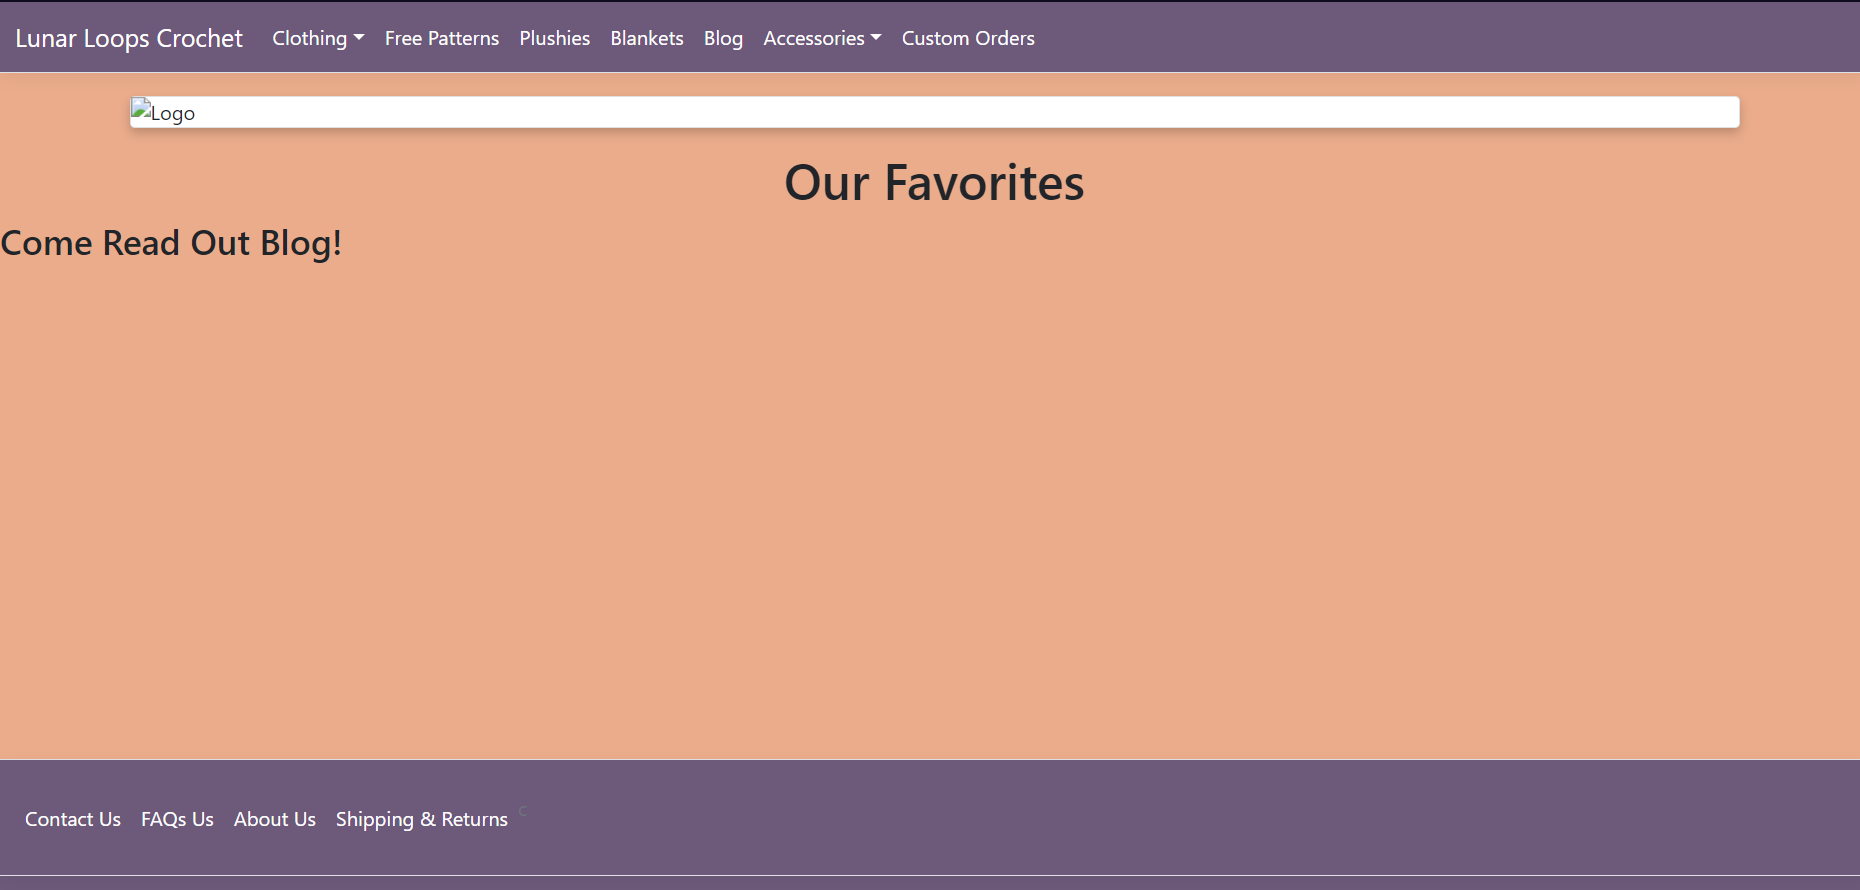 Lunar Loops Crochet Clothing Free Patterns Plushies Blankets Blog Accessories Custom Orders
Logo
Our Favorites
Come Read Out Blog!
Contact Us FAQs Us About Us Shipping & Returns c